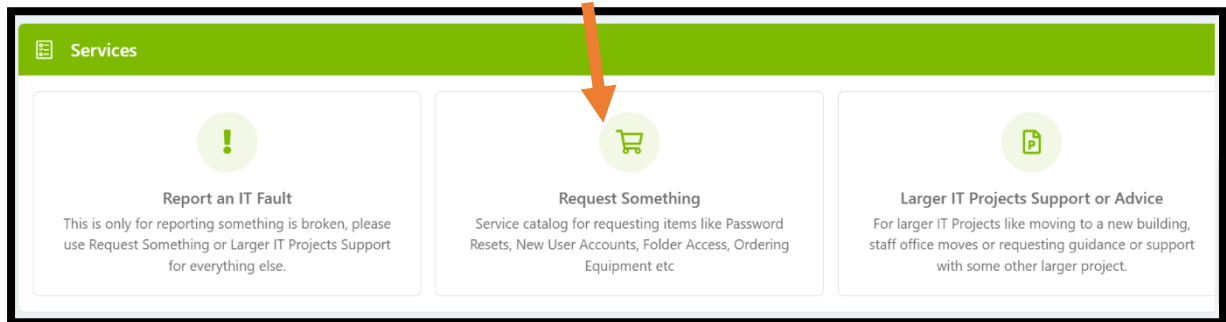 Services
Report an IT Fault
This is only for reporting something is broken, please
use Request Something or Larger IT Projects Support
for everything else.
Request Something
Service catalog for requesting items like Password
Resets, New User Accounts, Folder Access, Ordering
Equipment etc
P
Larger IT Projects Support or Advice
For larger IT Projects like moving to a new building,
staff office moves or requesting guidance or support
with some other larger project.